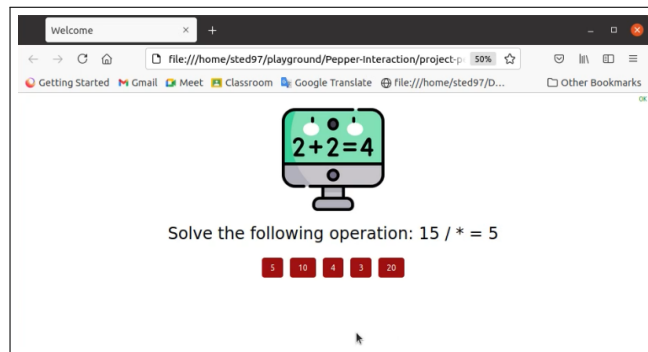 Welcome
file:///home/sted97/playground/Pepper-Interaction/project-p
50%
Getting Started
Gmail
Meet
Classroom
Google Translate
file:///home/sted97/D...
Other Bookmarks
OK
2+2=4
Solve the following operation: 15 / * = 5
5 10 4 3 20